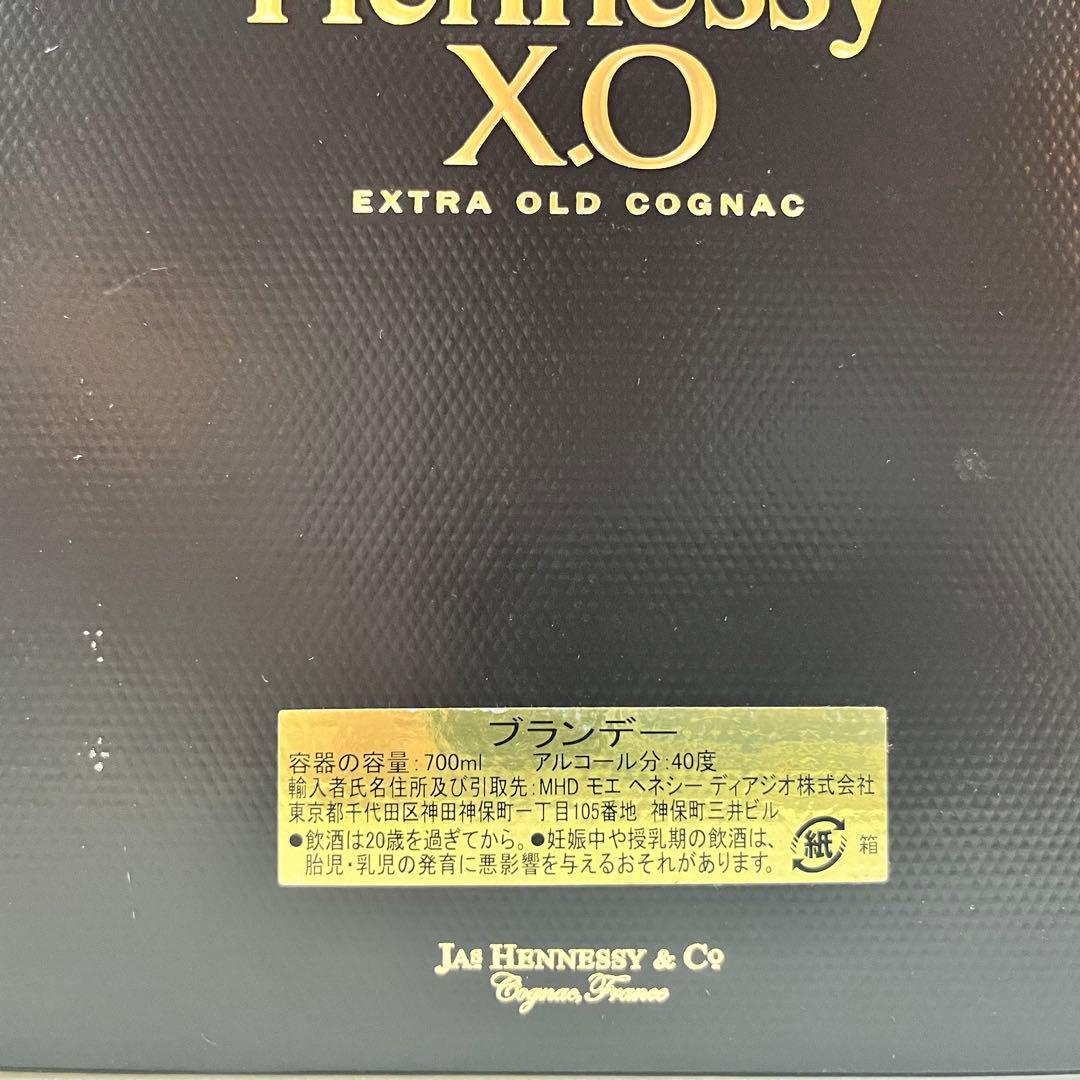 Hennessy
X.O
EXTRA OLD COGNAC
ブランデー
容器の容量:700ml アルコール分:40度
輸入者氏名住所及び引取先:MHD モエ ヘネシー ディアジオ株式会社
東京都千代田区神田神保町一丁目105番地 神保町三井ビル
●飲酒は20歳を過ぎてから。●妊娠中や授乳期の飲酒は、
胎児・乳児の発育に悪影響を与えるおそれがあります。
紙 箱
JAS HENNESSY & CO
Cognac, France